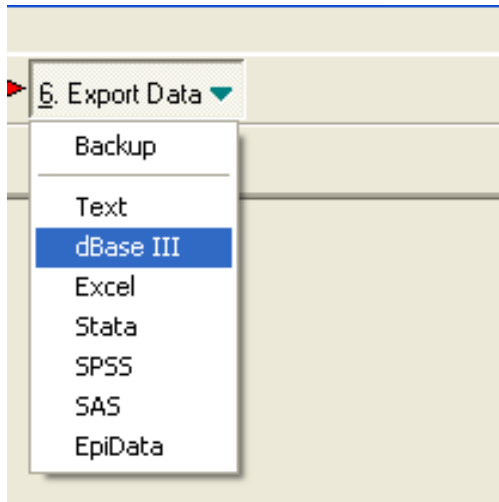 6. Export Data
Backup
Text
dBase III
Excel
Stata
SPSS
SAS
EpiData